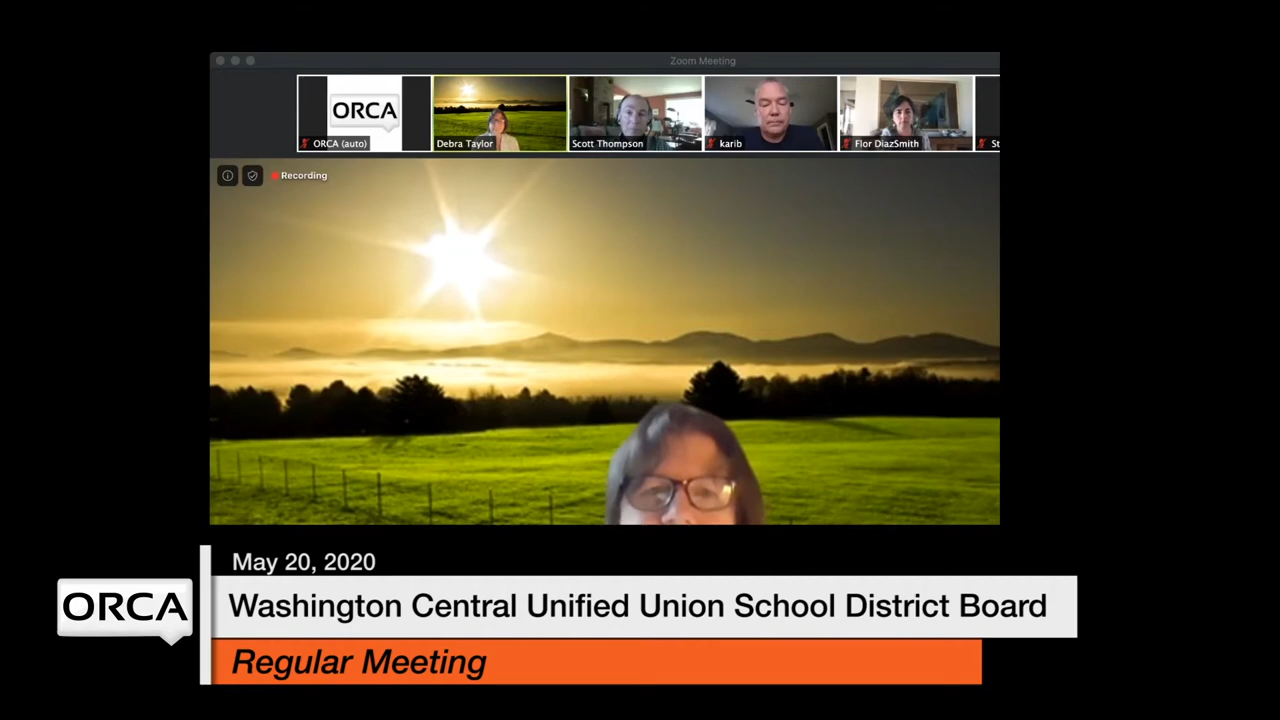 Zoom Meeting
ORCA
ORCA (auto)
Debra Taylor
Scott Thompson
karib
Flor DiazSmith
St
Recording
May 20, 2020
ORCA
Washington Central Unified Union School District Board
Regular Meeting